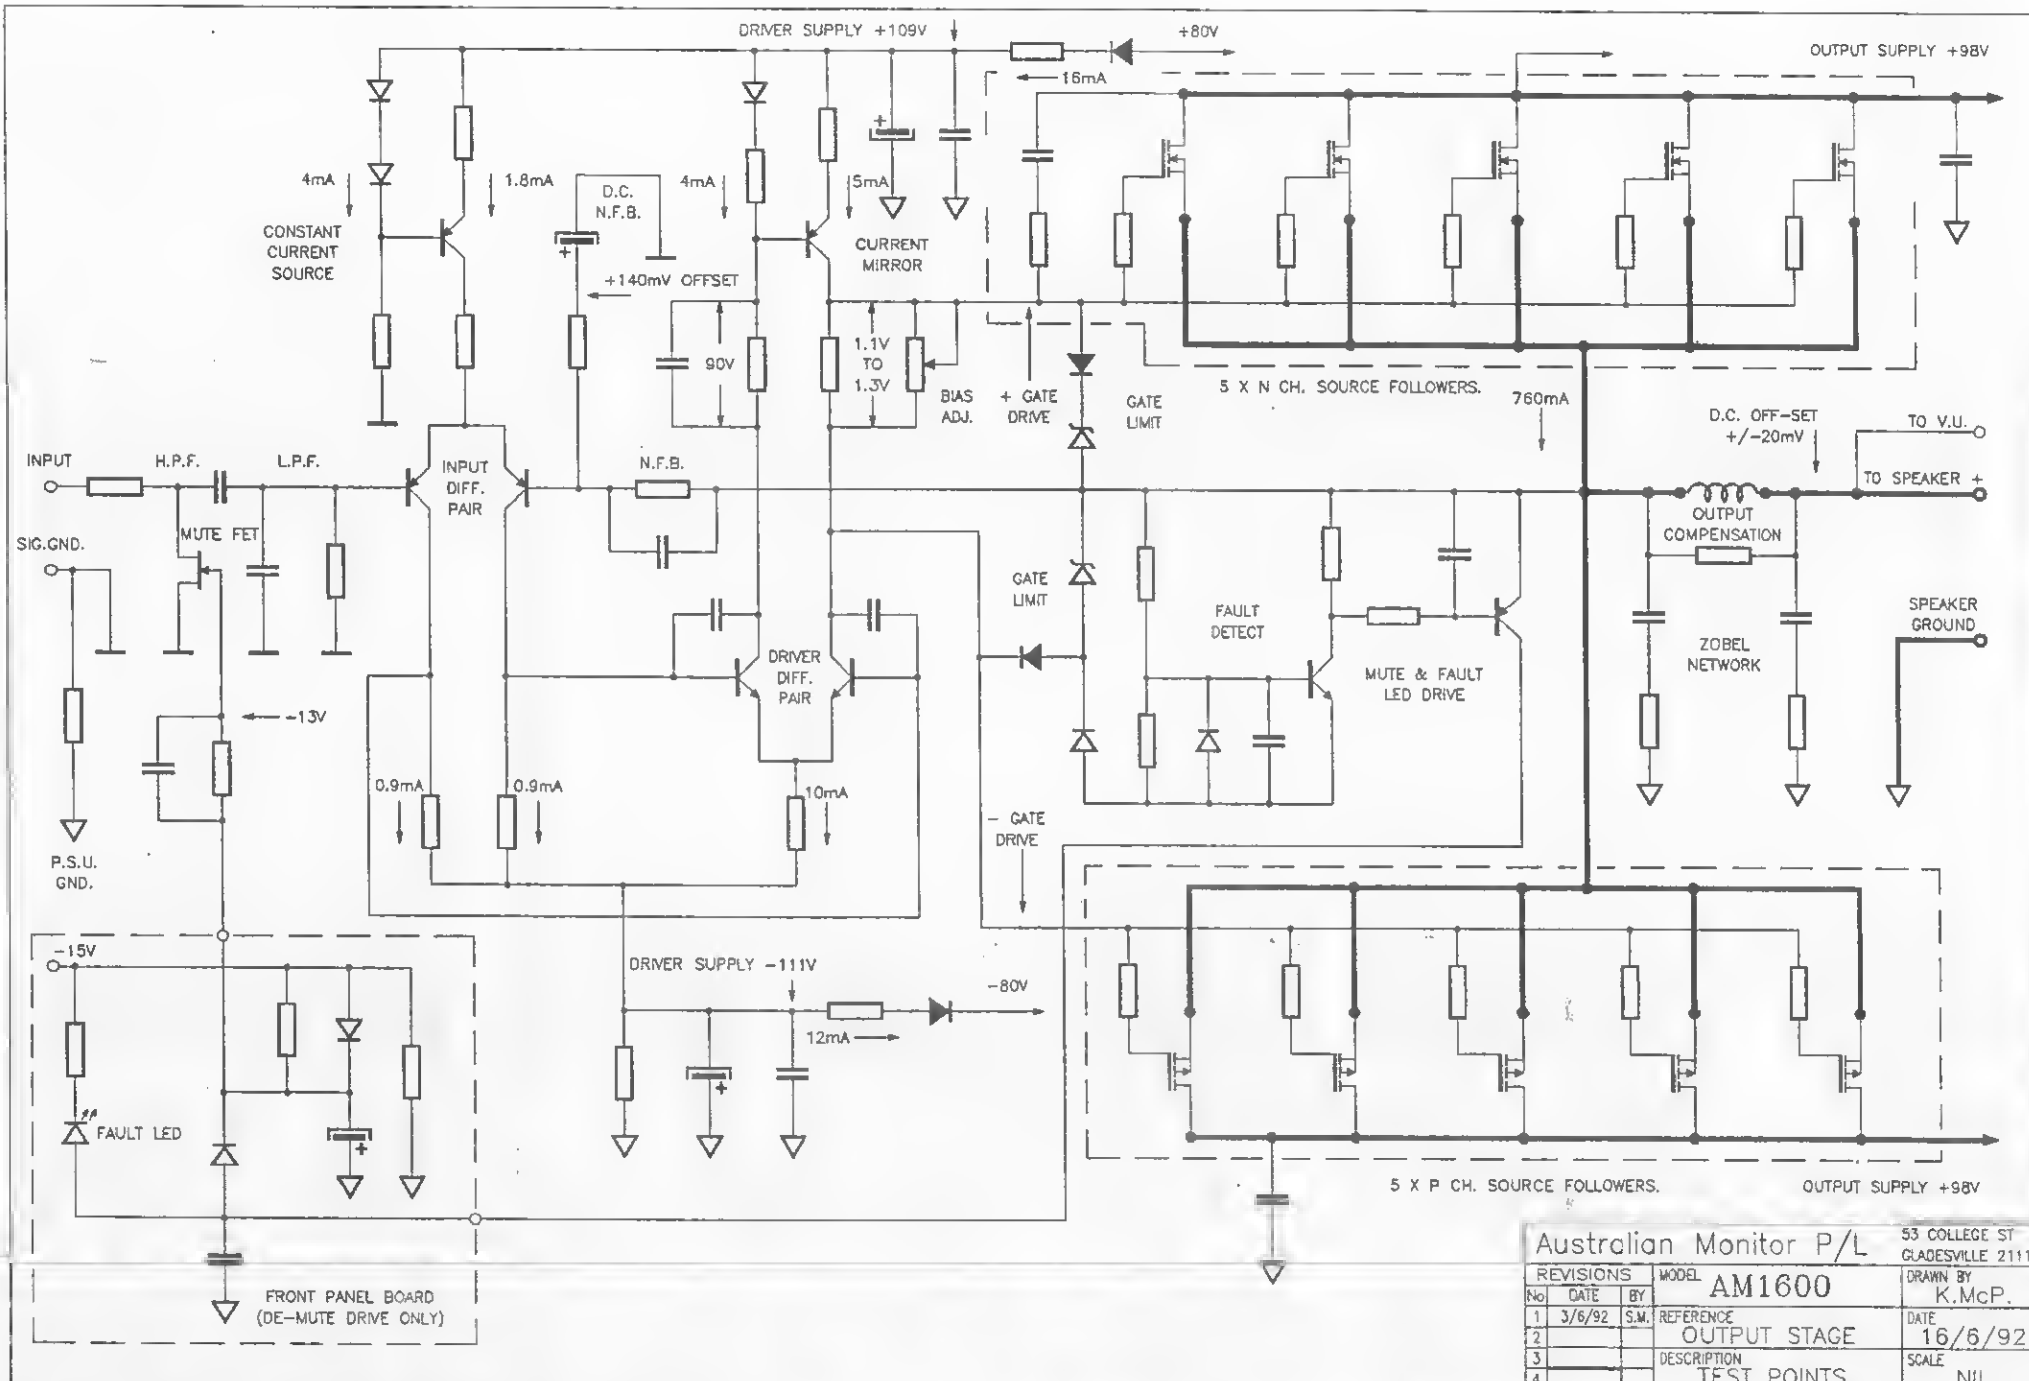 DRIVER SUPPLY +109V
+80V
OUTPUT SUPPLY +98V
16mA
4mA
1.8mA
D.C.
N.F.B.
4mA
5mA
CONSTANT
CURRENT
SOURCE
CURRENT
MIRROR
+140mV OFFSET
90V
1.1V
TO
1.3V
BIAS
ADJ.
+ GATE
DRIVE
GATE
LIMIT
5 X N CH. SOURCE FOLLOWERS.
760mA
D.C. OFF-SET
+/-20mV
TO V.U.
TO SPEAKER +
INPUT
H.P.F.
L.P.F.
INPUT
DIFF.
PAIR
N.F.B.
OUTPUT
COMPENSATION
SIG.GND.
MUTE FET
GATE
LIMIT
FAULT
DETECT
SPEAKER
GROUND
DRIVER
DIFF.
PAIR
MUTE & FAULT
LED DRIVE
ZOBEL
NETWORK
-13V
0.9mA
0.9mA
10mA
- GATE
DRIVE
P.S.U.
GND.
-15V
DRIVER SUPPLY -111V
-80V
12mA
FAULT LED
5 X P CH. SOURCE FOLLOWERS.
OUTPUT SUPPLY +98V
FRONT PANEL BOARD
(DE-MUTE DRIVE ONLY)
Australian Monitor P/L
53 COLLEGE ST
GLADESVILLE 2111
REVISIONS
No DATE BY
MODEL
AM1600
DRAWN BY
K.McP.
1 3/6/92 S.M.
REFERENCE
OUTPUT STAGE
DATE
16/6/92
2
3
DESCRIPTION
TEST POINTS
SCALE
NIL
4